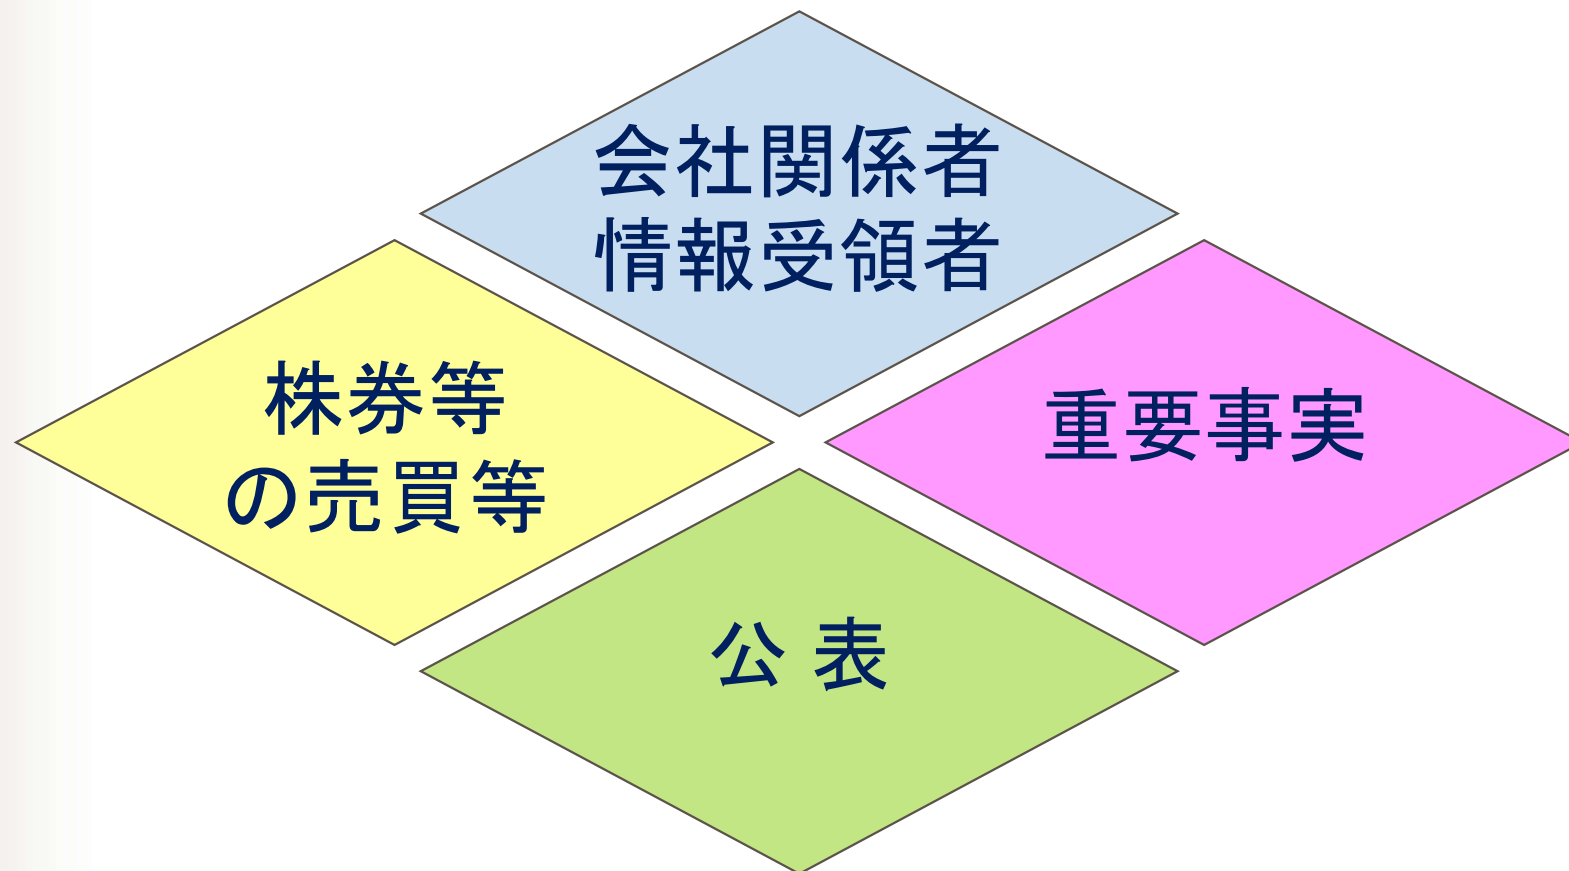 会社関係者
情報受領者
株券等
の売買等
重要事実
公 表